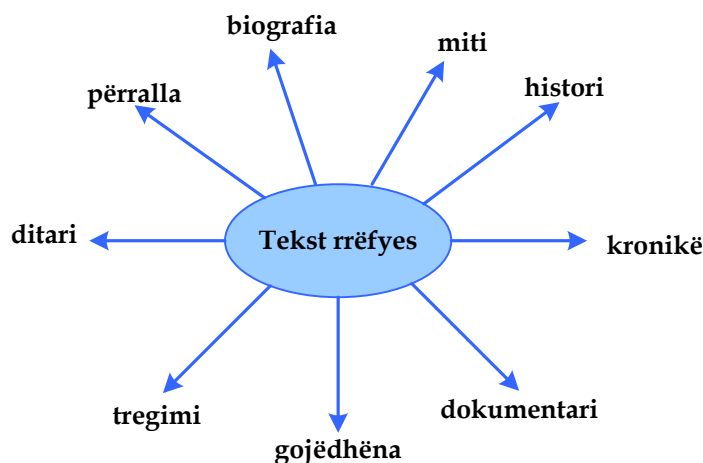 biografia
miti
përralla
histori
ditari
Tekst rrëfyes
kronikë
tregimi
dokumentari
gojëdhëna